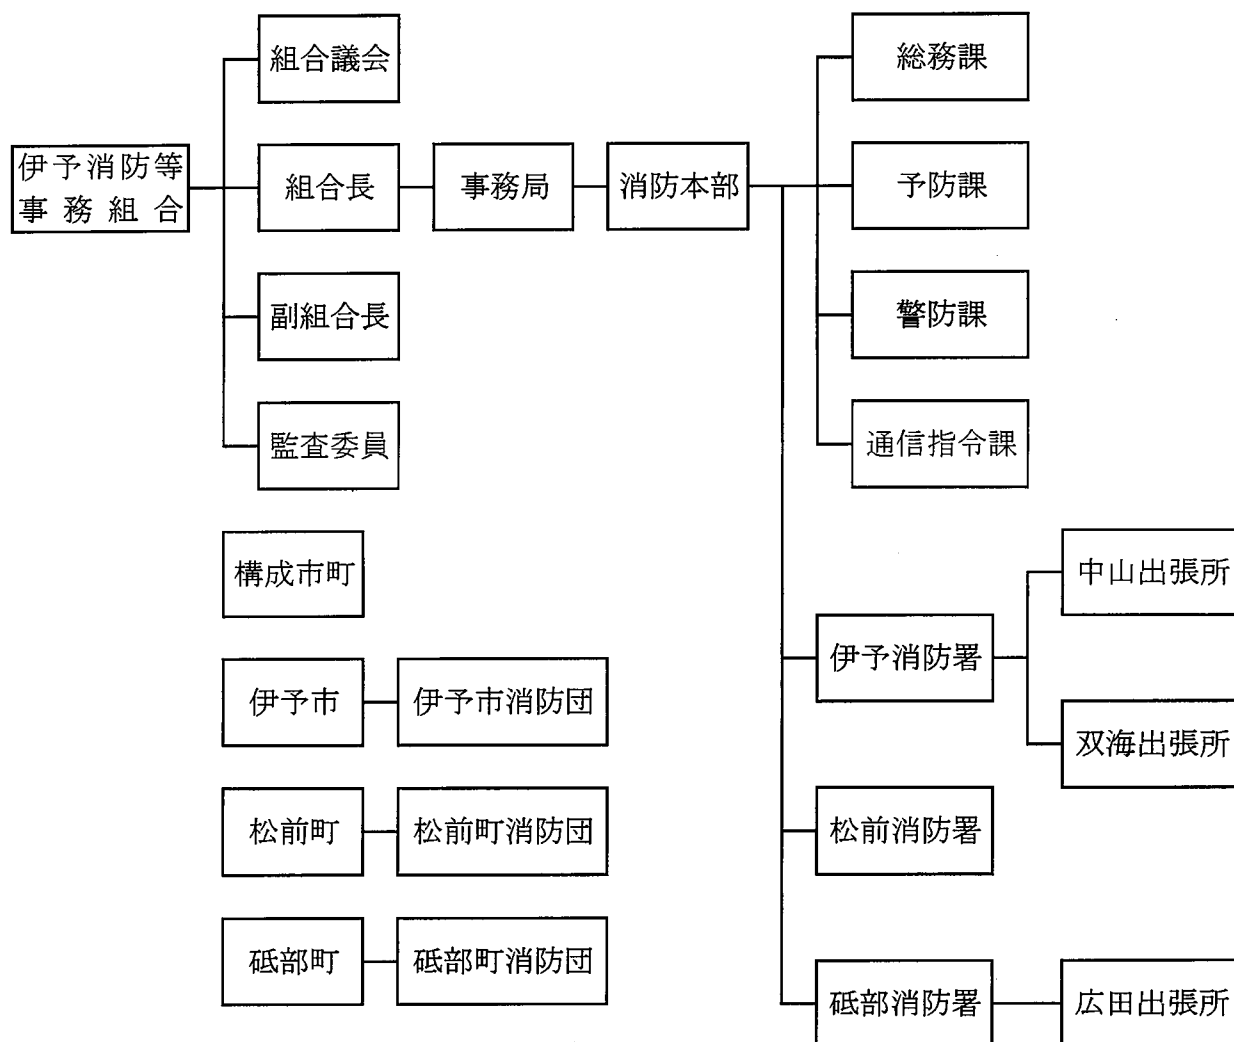 伊予消防等
事務組合
組合議会
組合長
副組合長
監査委員
事務局
消防本部
総務課
予防課
警防課
通信指令課
伊予消防署
中山出張所
双海出張所
松前消防署
砥部消防署
広田出張所
構成市町
伊予市
伊予市消防団
松前町
松前町消防団
砥部町
砥部町消防団